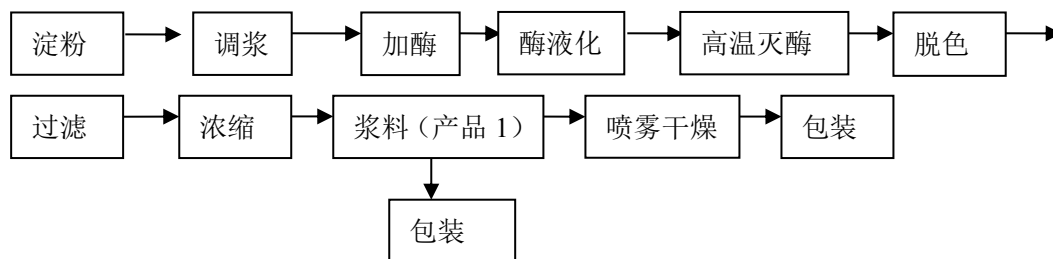 淀粉 调浆 加酶 酶液化 高温灭酶 脱色
过滤 浓缩 浆料（产品 1） 喷雾干燥 包装
包装